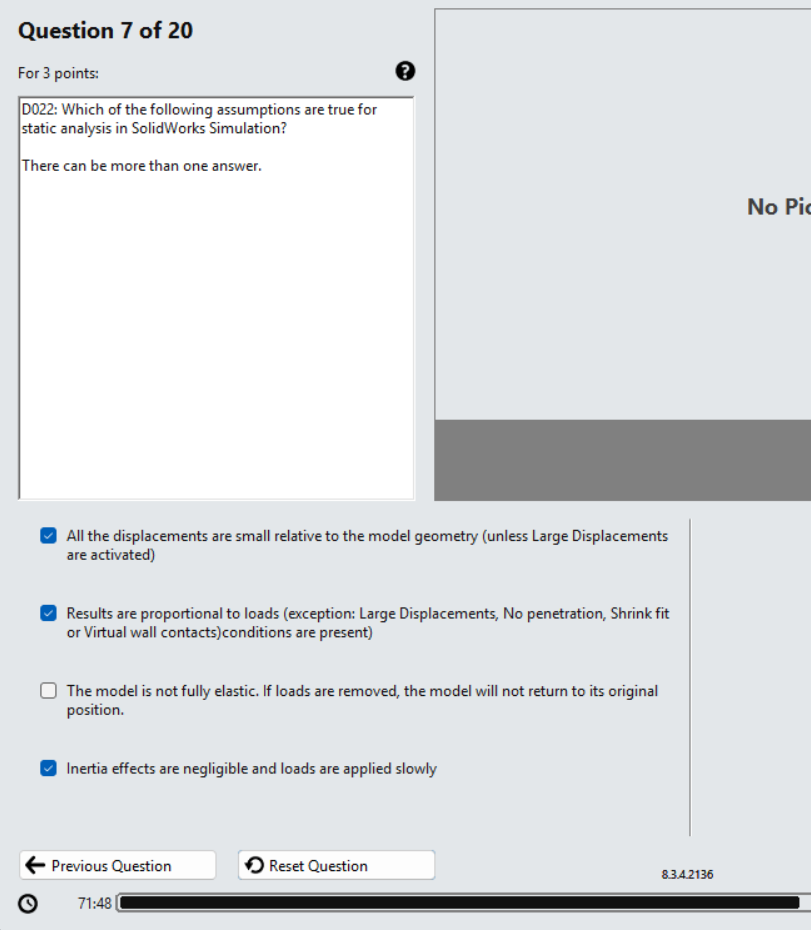 Question 7 of 20
For 3 points:
D022: Which of the following assumptions are true for
static analysis in SolidWorks Simulation?
There can be more than one answer.
No Pic
All the displacements are small relative to the model geometry (unless Large Displacements
are activated)
Results are proportional to loads (exception: Large Displacements, No penetration, Shrink fit
or Virtual wall contacts)conditions are present)
The model is not fully elastic. If loads are removed, the model will not return to its original
position.
Inertia effects are negligible and loads are applied slowly
Previous Question
Reset Question
8.3.4.2136
71:48